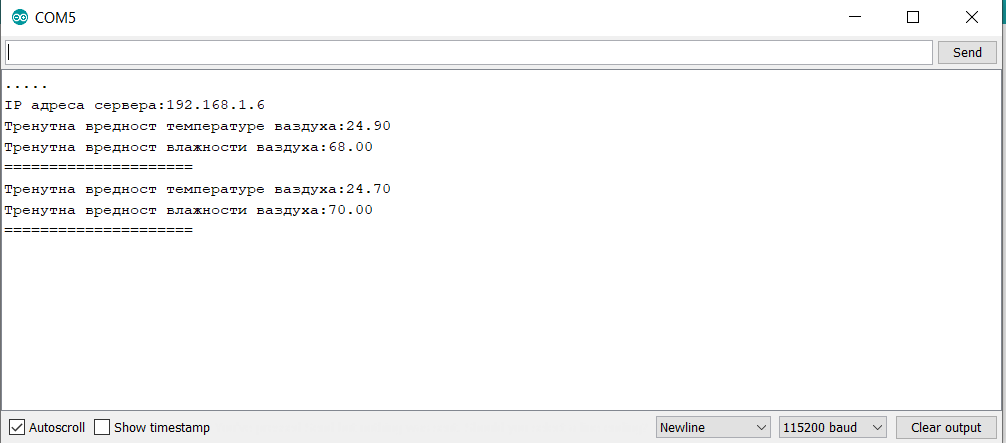 COM5
Send
.....
IP адреса сервера:192.168.1.6
Тренутна вредност температуре ваздуха:24.90
Тренутна вредност влажности ваздуха:68.00
=====================
Тренутна вредност температуре ваздуха:24.70
Тренутна вредност влажности ваздуха:70.00
=====================
Autoscroll Show timestamp Newline 115200 baud Clear output